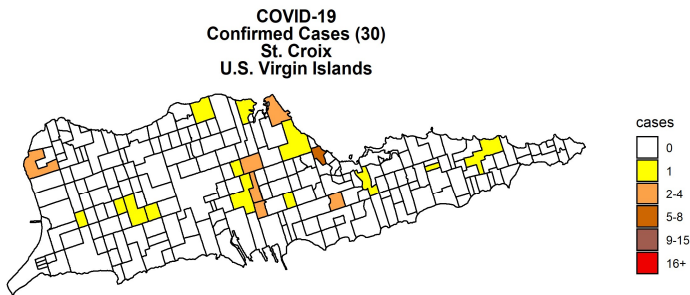 COVID-19
Confirmed Cases (30)
St. Croix
U.S. Virgin Islands
cases
0
1
2-4
5-8
9-15
16+